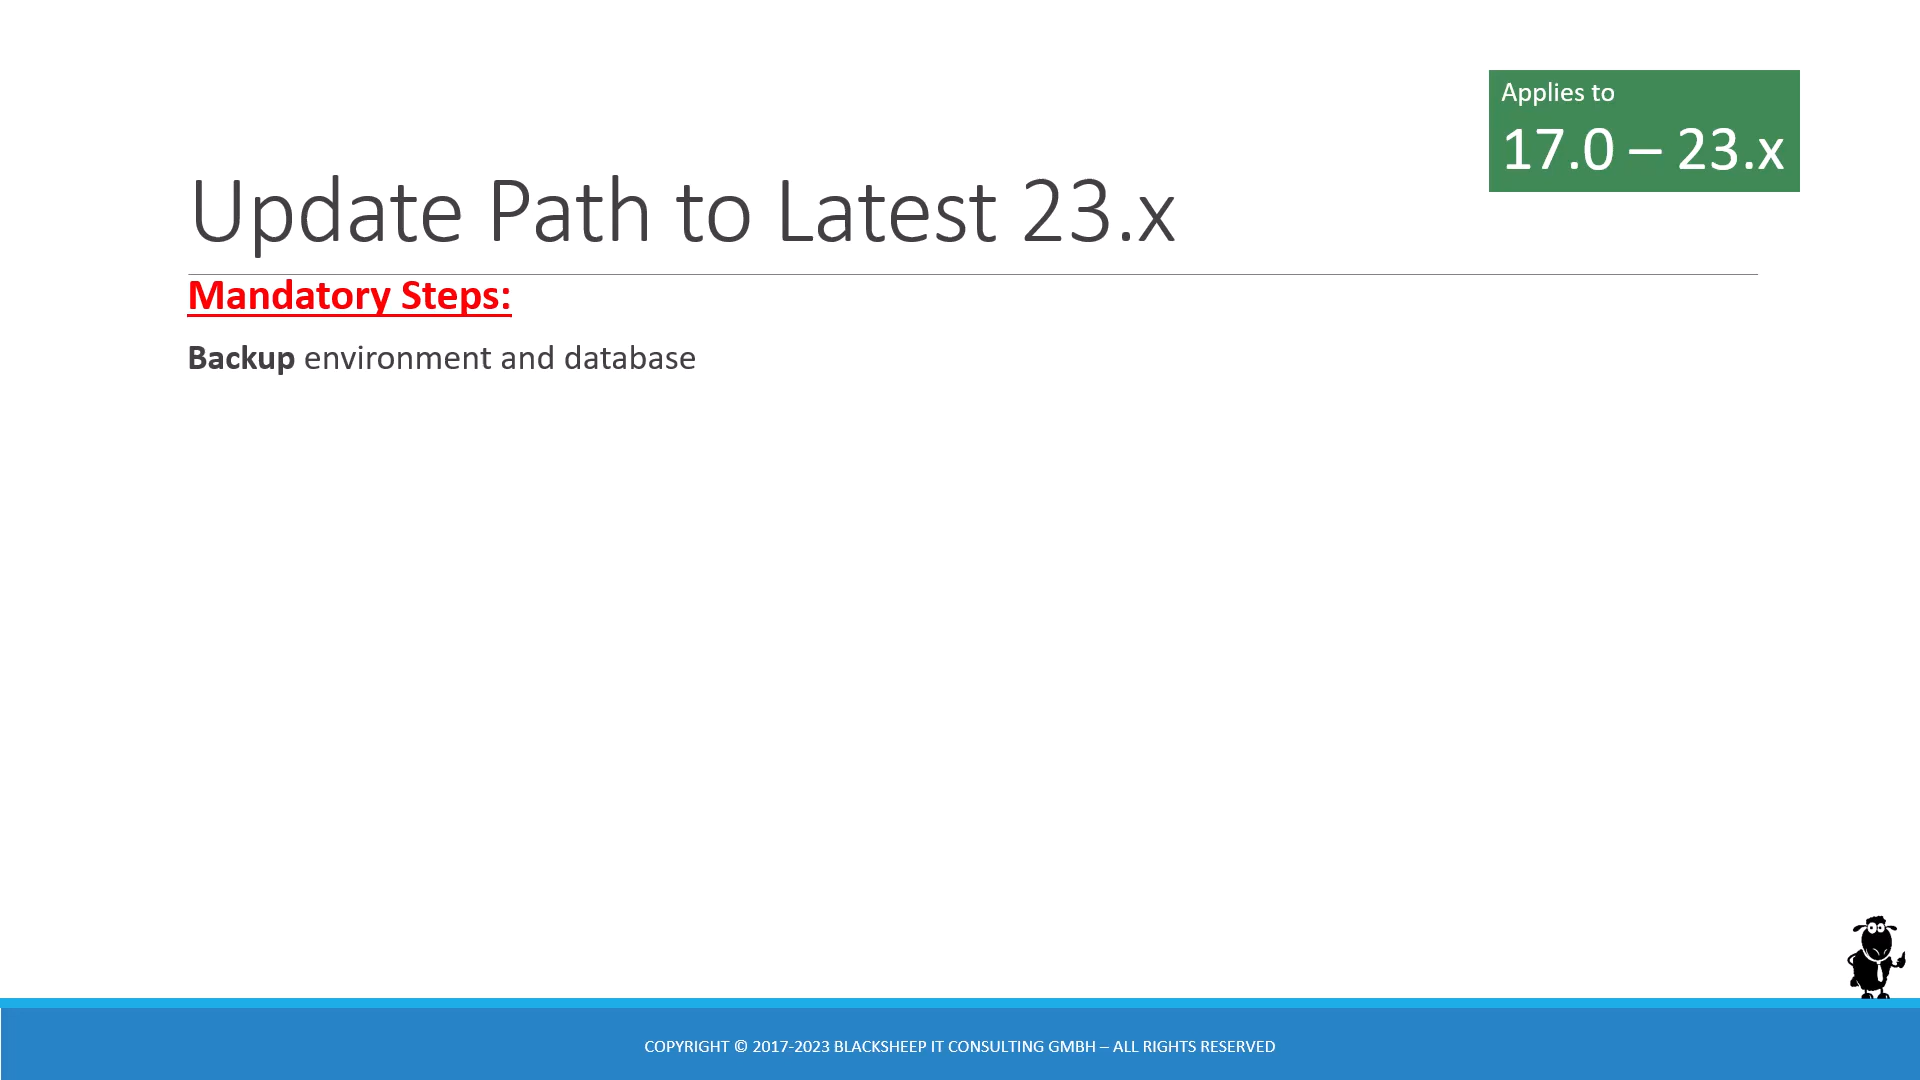 Applies to
17.0 – 23.x
Update Path to Latest 23.x
Mandatory Steps:
Backup environment and database
COPYRIGHT © 2017-2023 BLACKSHEEP IT CONSULTING GMBH – ALL RIGHTS RESERVED